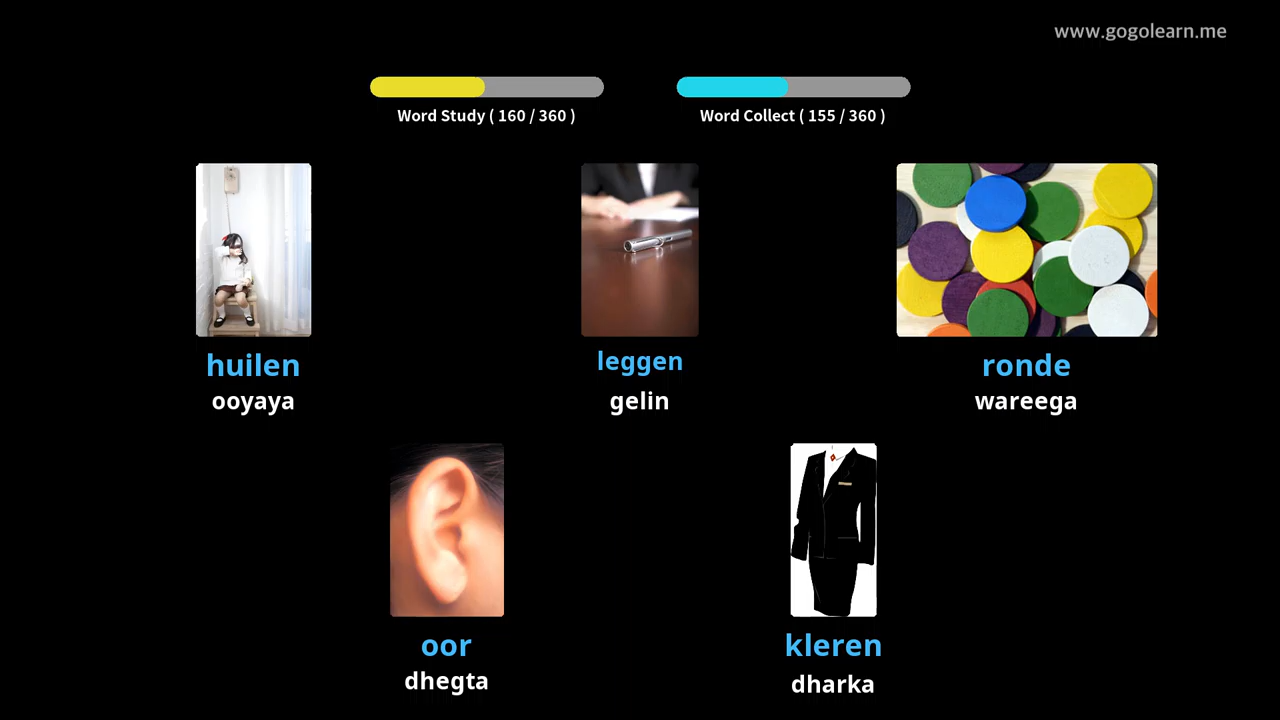 www.gogolearn.me
Word Study ( 160 / 360 )
Word Collect ( 155 / 360 )
huilen
ooyaya
leggen
gelin
ronde
wareega
oor
dhegta
kleren
dharka